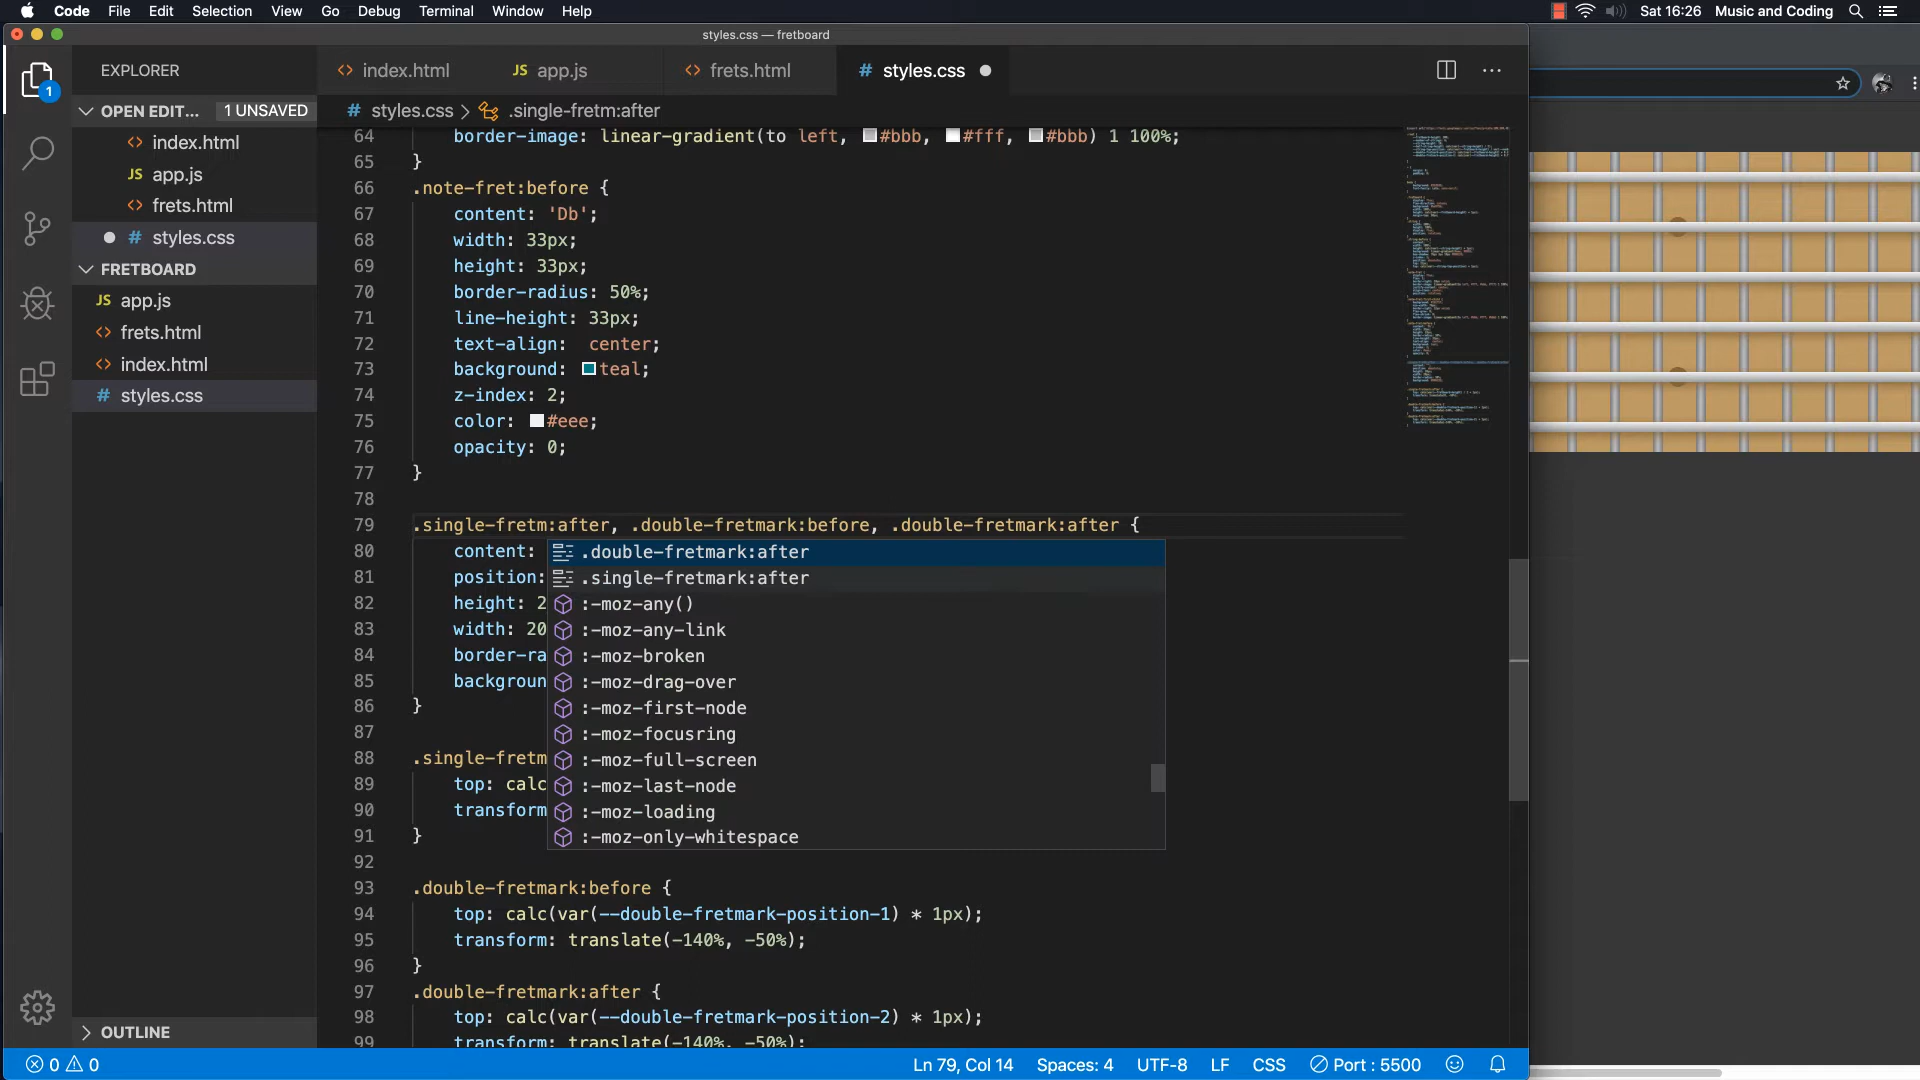 Code File Edit Selection View Go Debug Terminal Window Help Sat 16:26 Music and Coding
styles.css — fretboard
EXPLORER
index.html
JS app.js
frets.html
# styles.css
OPEN EDIT... 1 UNSAVED
# styles.css > .single-fretm:after
index.html
JS app.js
frets.html
# styles.css
FRETBOARD
JS app.js
frets.html
index.html
# styles.css
OUTLINE
1
64 border-image: linear-gradient(to left, #bbb, #fff, #bbb) 1 100%;
65 }
66 .note-fret:before {
67 content: 'Db';
68 width: 33px;
69 height: 33px;
70 border-radius: 50%;
71 line-height: 33px;
72 text-align:  center;
73 background: teal;
74 z-index: 2;
75 color: #eee;
76 opacity: 0;
77 }
78
79 .single-fretm:after, .double-fretmark:before, .double-fretmark:after {
80 content:
81 position:
82 height: 2
83 width: 20
84 border-ra
85 backgroun
86 }
87
88 .single-fretm
89 top: calc
90 transform
91 }
92
93 .double-fretmark:before {
94 top: calc(var(--double-fretmark-position-1) * 1px);
95 transform: translate(-140%, -50%);
96 }
97 .double-fretmark:after {
98 top: calc(var(--double-fretmark-position-2) * 1px);
99 transform: translate(-140%, -50%);
.double-fretmark:after
.single-fretmark:after
:-moz-any()
:-moz-any-link
:-moz-broken
:-moz-drag-over
:-moz-first-node
:-moz-focusring
:-moz-full-screen
:-moz-last-node
:-moz-loading
:-moz-only-whitespace
0 0 Ln 79, Col 14 Spaces: 4 UTF-8 LF CSS Port : 5500